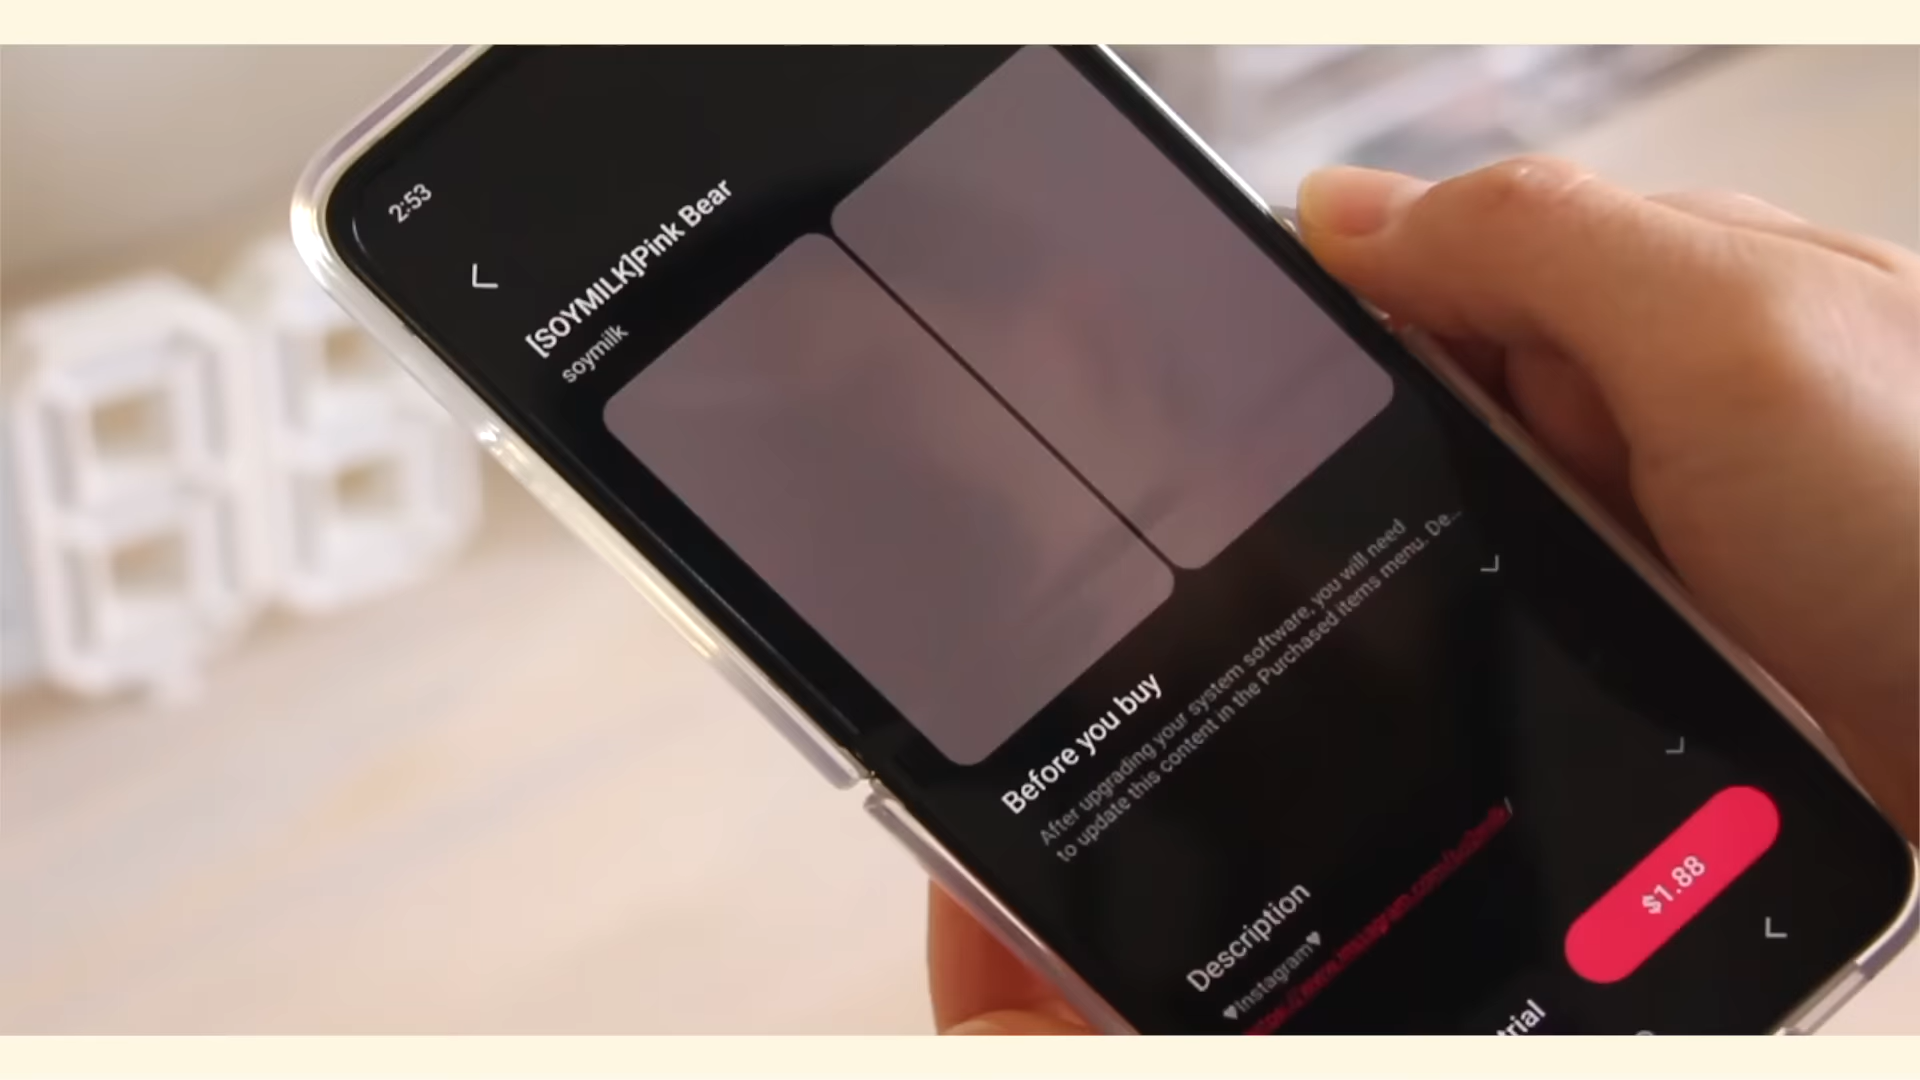 2:53
[SOYMILK]Pink Bear
soymilk
Before you buy
After upgrading your system software, you will need
to update this content in the Purchased items menu. De...
Description
♥Instagram♥
$1.88
trial